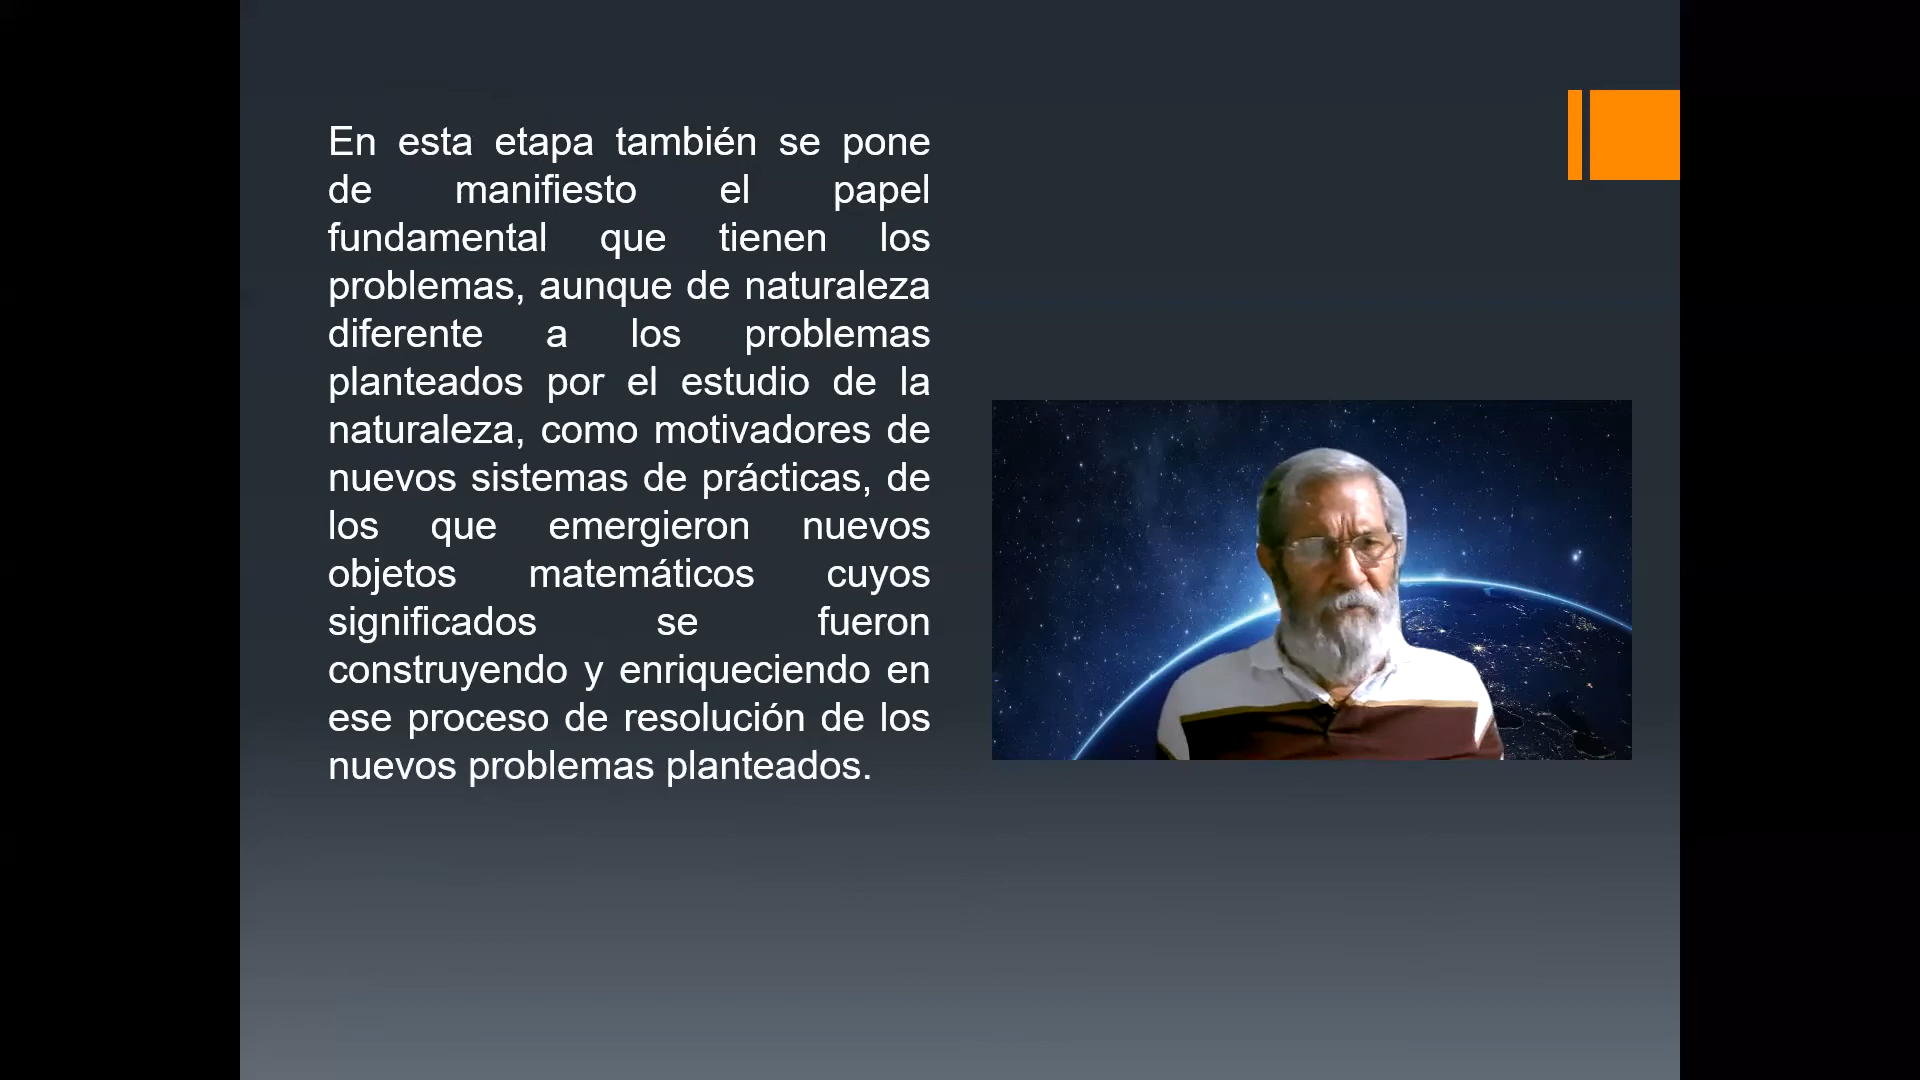 En esta etapa también se pone
de manifiesto el papel
fundamental que tienen los
problemas, aunque de naturaleza
diferente a los problemas
planteados por el estudio de la
naturaleza, como motivadores de
nuevos sistemas de prácticas, de
los que emergieron nuevos
objetos matemáticos cuyos
significados se fueron
construyendo y enriqueciendo en
ese proceso de resolución de los
nuevos problemas planteados.